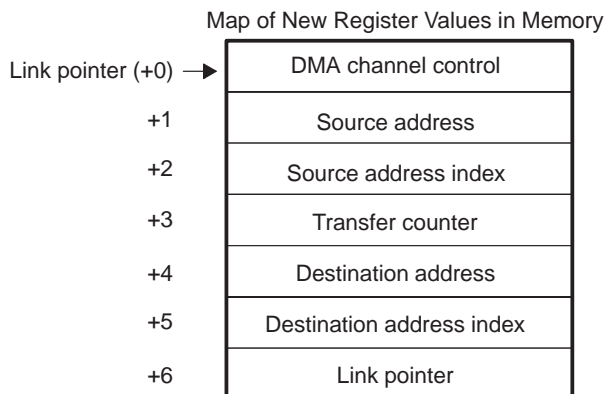 Map of New Register Values in Memory
Link pointer (+0) DMA channel control
+1 Source address
+2 Source address index
+3 Transfer counter
+4 Destination address
+5 Destination address index
+6 Link pointer